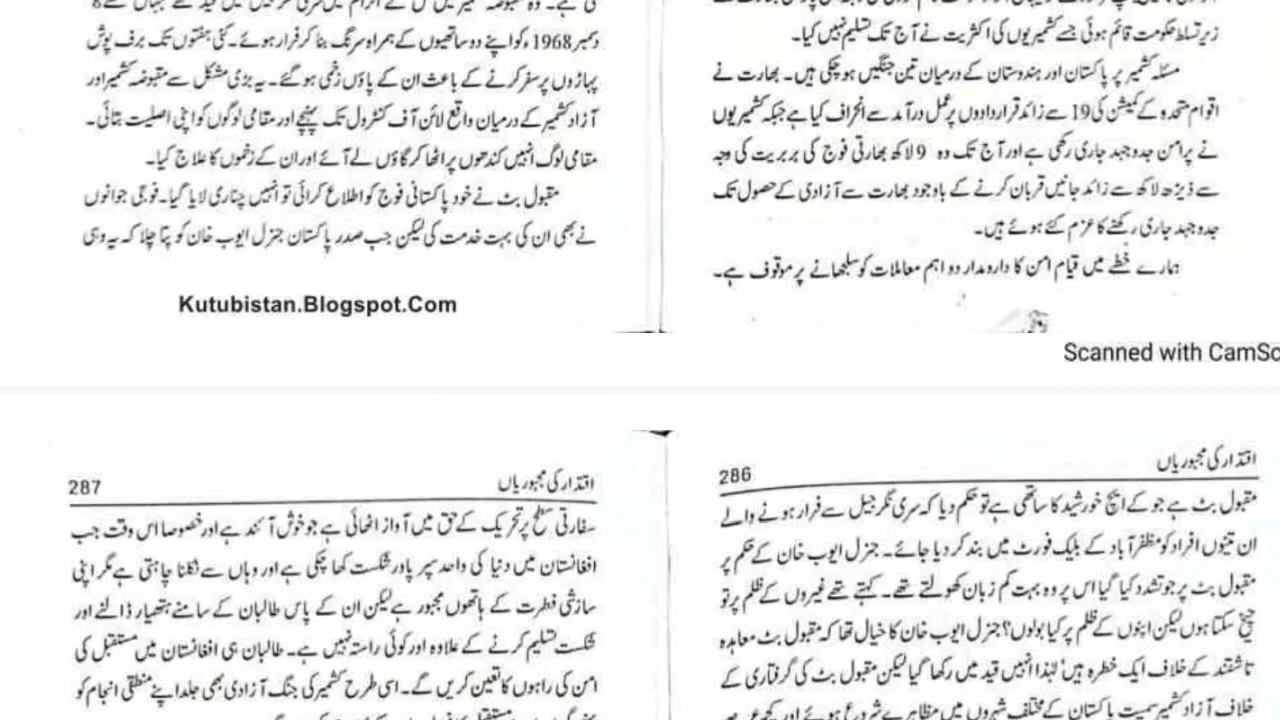 دسمبر 1968ء کو اپنے دو ساتھیوں کے ہمراہ سرنگ بنا کر فرار ہوئے۔ کئی ہفتوں تک برف پوش
پہاڑوں پر سفر کرنے کے باعث ان کے پاؤں زخمی ہو گئے۔ یہ بڑی مشکل سے مقبوضہ کشمیر اور
آزاد کشمیر کے درمیان واقع لائن آف کنٹرول تک پہنچے اور مقامی لوگوں کو اپنی اصلیت بتائی۔
مقامی لوگ انہیں کندھوں پر اٹھا کر گاؤں لے آئے اور ان کے زخموں کا علاج کیا۔
مقبول بٹ نے خود پاکستانی فوج کو اطلاع کرائی تو انہیں چناری لایا گیا۔ فوجی جوانوں
نے بھی ان کی بہت خدمت کی لیکن جب صدر پاکستان جنرل ایوب خان کو پتا چلا کہ یہ وہی
Kutubistan.Blogspot.Com
زیر تسلط حکومت قائم ہوئی جسے کشمیریوں کی اکثریت نے آج تک تسلیم نہیں کیا۔
مسئلہ کشمیر پر پاکستان اور ہندوستان کے درمیان تین جنگیں ہو چکی ہیں۔ بھارت نے
اقوام متحدہ کے کمیشن کی 19 سے زائد قراردادوں پر عمل درآمد سے انحراف کیا ہے جبکہ کشمیریوں
نے پرامن جدوجہد جاری رکھی ہے اور آج تک وہ 9 لاکھ بھارتی فوج کی بربریت کی وجہ
سے ڈیڑھ لاکھ سے زائد جانیں قربان کرنے کے باوجود بھارت سے آزادی کے حصول تک
جدوجہد جاری رکھنے کا عزم کئے ہوئے ہیں۔
ہمارے خطے میں قیام امن کا دارومدار دو اہم معاملات کو سلجھانے پر موقوف ہے۔
Scanned with CamSc
287 اقتدار کی مجبوریاں
سفارتی سطح پر تحریک کے حق میں آواز اٹھائی ہے جو خوش آئند ہے اور خصوصاً اس وقت جب
افغانستان میں دنیا کی واحد سپر پاور شکست کھا چکی ہے اور وہاں سے نکلنا چاہتی ہے مگر اپنی
سازشی فطرت کے ہاتھوں مجبور ہے لیکن ان کے پاس طالبان کے سامنے ہتھیار ڈالنے اور
شکست تسلیم کرنے کے علاوہ اور کوئی راستہ نہیں ہے۔ طالبان ہی افغانستان میں مستقبل کی
امن کی راہوں کا تعین کریں گے۔ اسی طرح کشمیر کی جنگ آزادی بھی جلد اپنے منطقی انجام کو
286 اقتدار کی مجبوریاں
مقبول بٹ ہے جو کے ایچ خورشید کا ساتھی ہے تو حکم دیا کہ سری نگر جیل سے فرار ہونے والے
ان تینوں افراد کو مظفر آباد کے بلیک فورٹ میں بند کر دیا جائے۔ جنرل ایوب خان کے حکم پر
مقبول بٹ پر جو تشدد کیا گیا اس پر وہ بہت کم زبان کھولتے تھے۔ کہتے تھے غیروں کے ظلم پر تو
چیخ سکتا ہوں لیکن اپنوں کے ظلم پر کیا بولوں؟ جنرل ایوب خان کا خیال تھا کہ مقبول بٹ معاہدہ
تاشقند کے خلاف ایک خطرہ ہیں' لہٰذا انہیں قید میں رکھا گیا لیکن مقبول بٹ کی گرفتاری کے
خلاف آزاد کشمیر سمیت پاکستان کے مختلف شہروں میں مظاہرے شروع ہوئے اور کچھ عرصہ